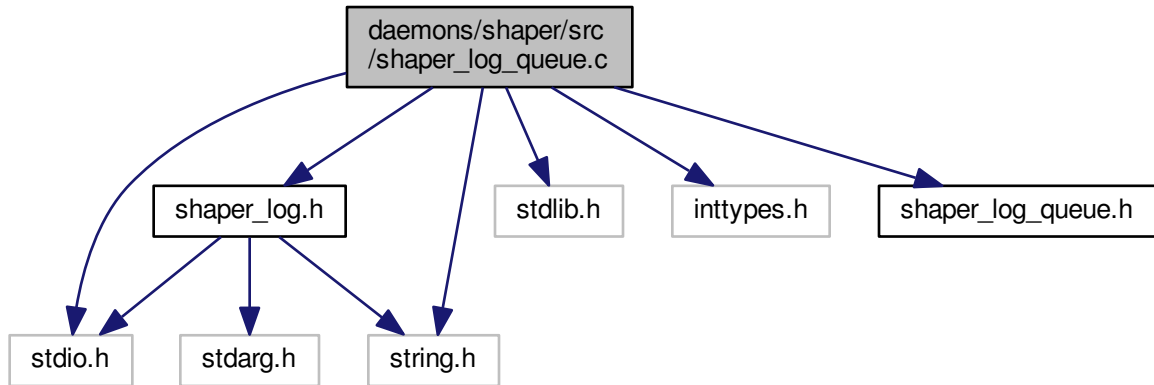 daemons/shaper/src
/shaper_log_queue.c
shaper_log.h
stdlib.h
inttypes.h
shaper_log_queue.h
stdio.h
stdarg.h
string.h